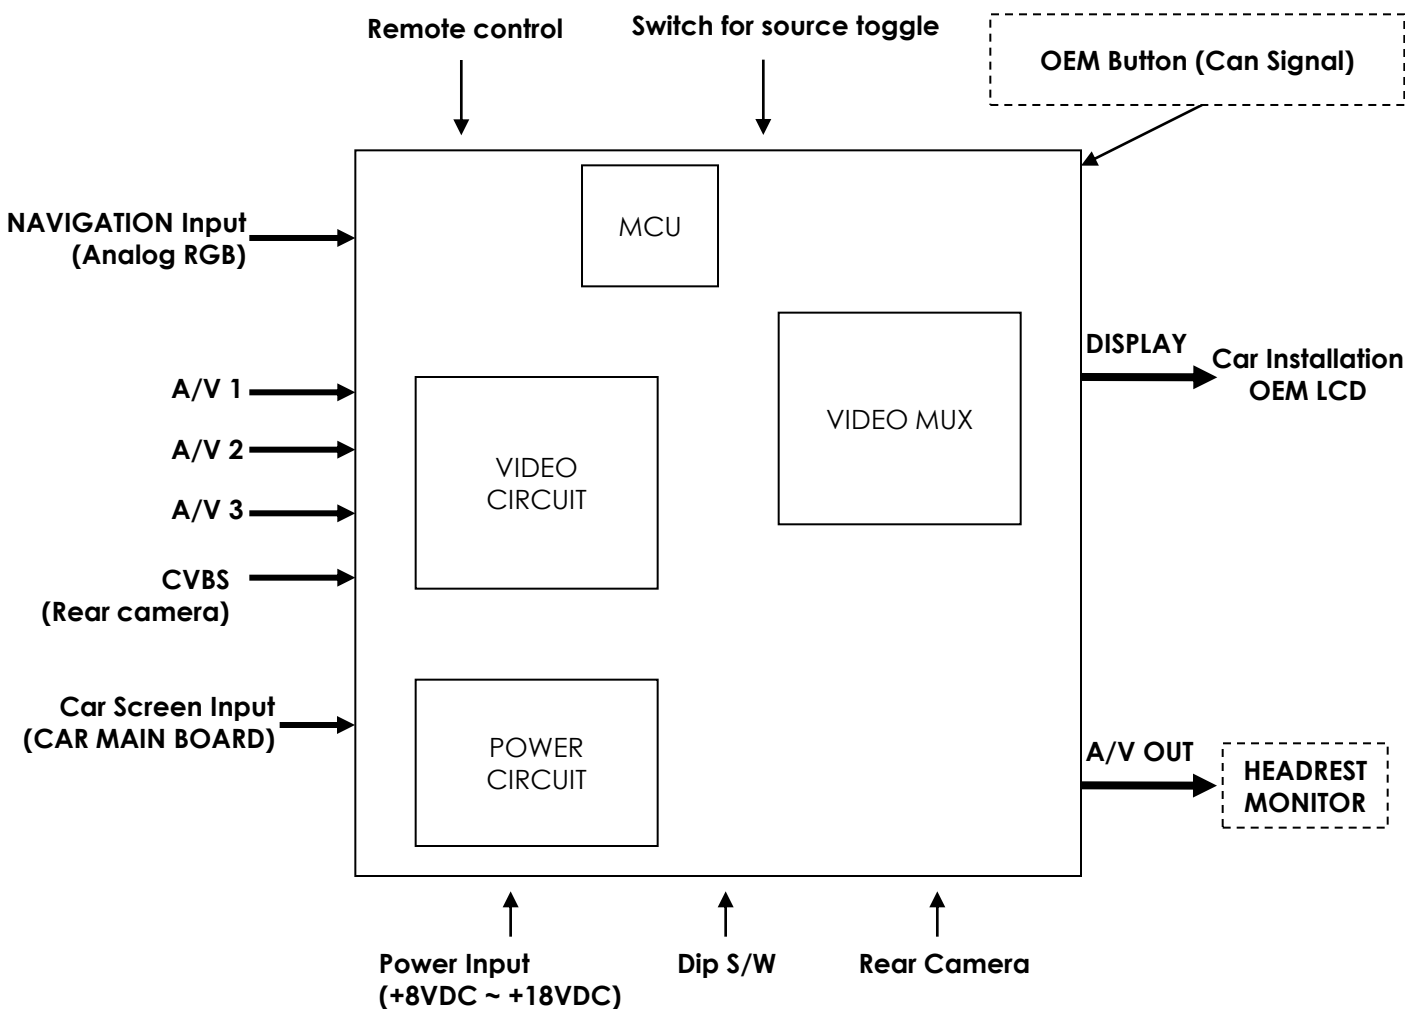 Remote control
Switch for source toggle
OEM Button (Can Signal)
NAVIGATION Input
(Analog RGB)
MCU
A/V 1
A/V 2
A/V 3
CVBS
(Rear camera)
VIDEO
CIRCUIT
VIDEO MUX
DISPLAY
Car Installation
OEM LCD
Car Screen Input
(CAR MAIN BOARD)
POWER
CIRCUIT
A/V OUT
HEADREST
MONITOR
Power Input
(+8VDC ~ +18VDC)
Dip S/W
Rear Camera